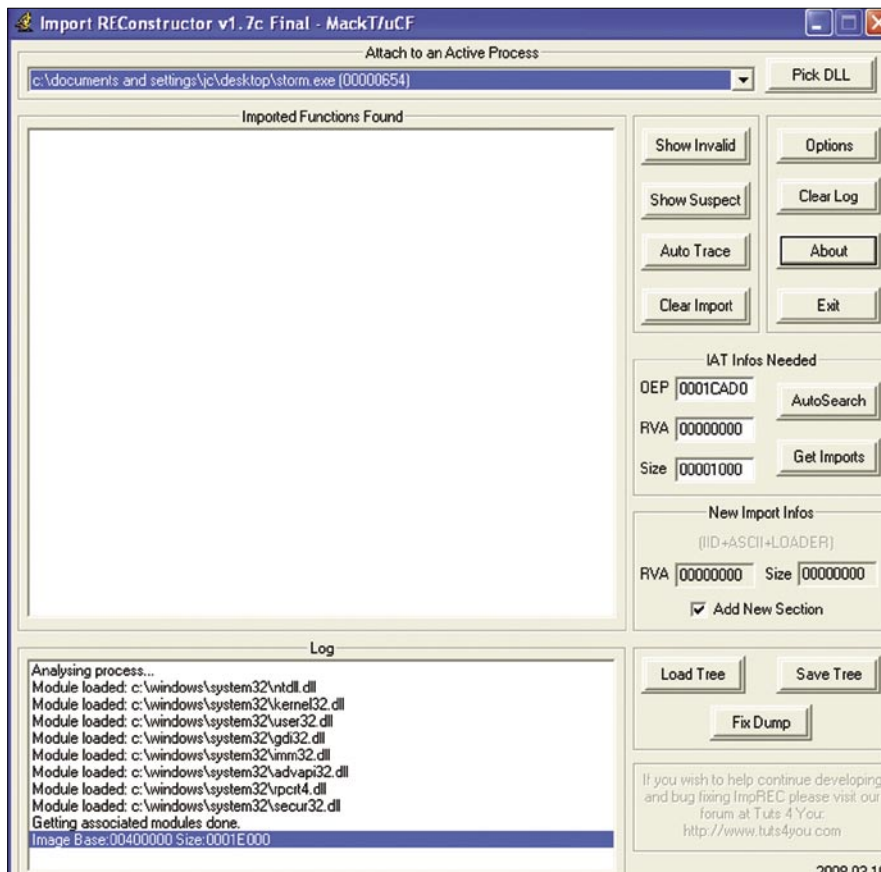 Import REConstructor v1.7c Final - MackT/uCF
Attach to an Active Process
c:\documents and settings\jc\desktop\storm.exe (00000654)
Pick DLL
Imported Functions Found
Show Invalid
Options
Show Suspect
Clear Log
Auto Trace
About
Clear Import
Exit
IAT Infos Needed
OEP 0001CAD0
AutoSearch
RVA 00000000
Get Imports
Size 00001000
New Import Infos
(IID+ASCII+LOADER)
RVA 00000000 Size 00000000
Add New Section
Log
Analysing process...
Module loaded: c:\windows\system32\ntdll.dll
Module loaded: c:\windows\system32\kernel32.dll
Module loaded: c:\windows\system32\user32.dll
Module loaded: c:\windows\system32\gdi32.dll
Module loaded: c:\windows\system32\imm32.dll
Module loaded: c:\windows\system32\advapi32.dll
Module loaded: c:\windows\system32\rpcrt4.dll
Module loaded: c:\windows\system32\secur32.dll
Getting associated modules done.
Image Base:00400000 Size:0001E000
Load Tree
Save Tree
Fix Dump
If you wish to help continue developing
and bug fixing ImpREC please visit our
forum at Tuts 4 You:
http://www.tuts4you.com